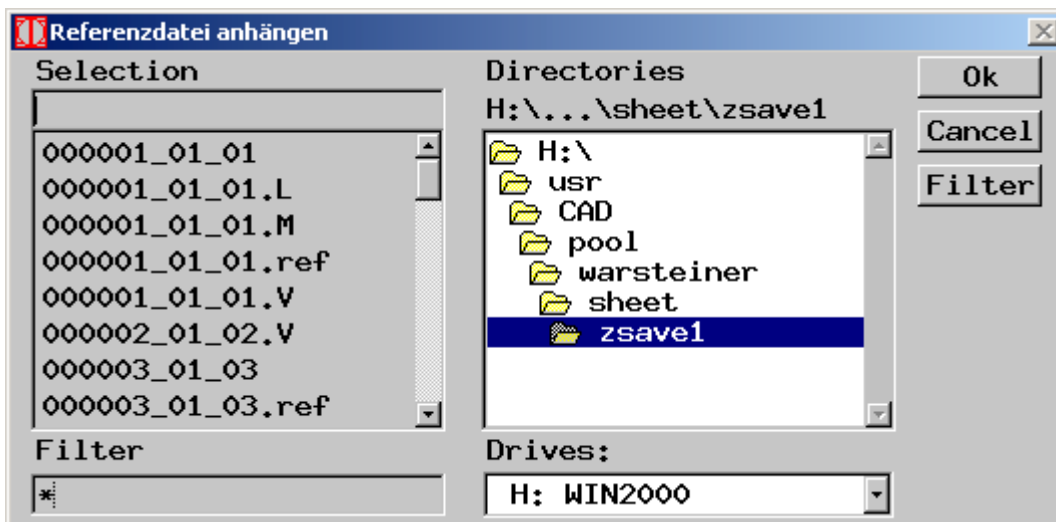 Referenzdatei anhängen
Selection
000001_01_01
000001_01_01.L
000001_01_01.M
000001_01_01.ref
000001_01_01.V
000002_01_02.V
000003_01_03
000003_01_03.ref
Filter
*
Directories
H:\...\sheet\zsave1
H:\
usr
CAD
pool
warsteiner
sheet
zsave1
Drives:
H: WIN2000
Ok
Cancel
Filter